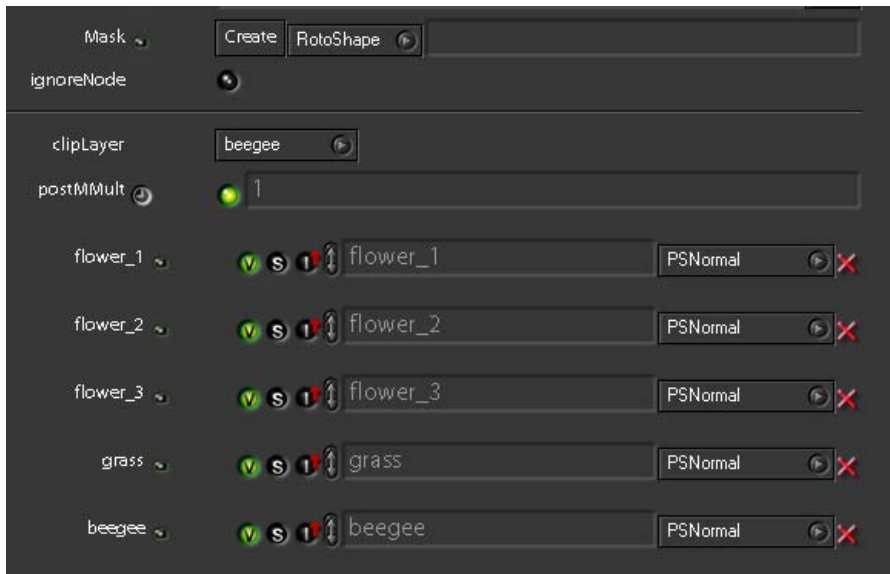 Mask Create RotoShape
ignoreNode
clipLayer beegee
postMMult 1
flower_1 V S I flower_1 PSNormal
flower_2 V S I flower_2 PSNormal
flower_3 V S I flower_3 PSNormal
grass V S I grass PSNormal
beegee V S I beegee PSNormal